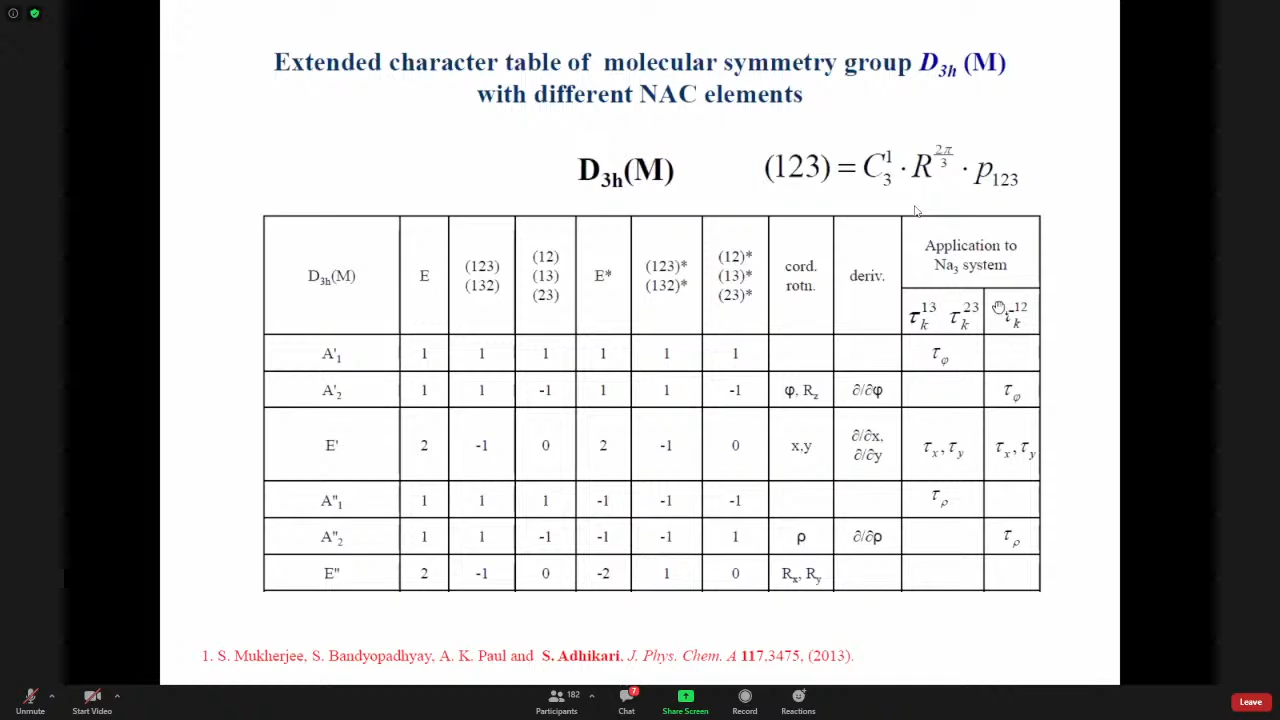 Extended character table of molecular symmetry group D3h (M)
with different NAC elements
D3h(M)
(123) = C₃¹ · R^(2π/3) · p₁₂₃
D3h(M) E (123) (132) (12) (13) (23) E* (123)* (132)* (12)* (13)* (23)* cord. rotn. deriv. Application to Na3 system
τₖ¹³ τₖ²³ τₖ¹²
A'1 1 1 1 1 1 1 τφ
A'2 1 1 -1 1 1 -1 φ, Rz ∂/∂φ τφ
E' 2 -1 0 2 -1 0 x,y ∂/∂x, ∂/∂y τx, τy τx, τy
A"1 1 1 1 -1 -1 -1 τρ
A"2 1 1 -1 -1 -1 1 ρ ∂/∂ρ τρ
E" 2 -1 0 -2 1 0 Rx, Ry
1. S. Mukherjee, S. Bandyopadhyay, A. K. Paul and S. Adhikari, J. Phys. Chem. A 117,3475, (2013).
Unmute Start Video Participants 182 Chat 7 Share Screen Record Reactions Leave